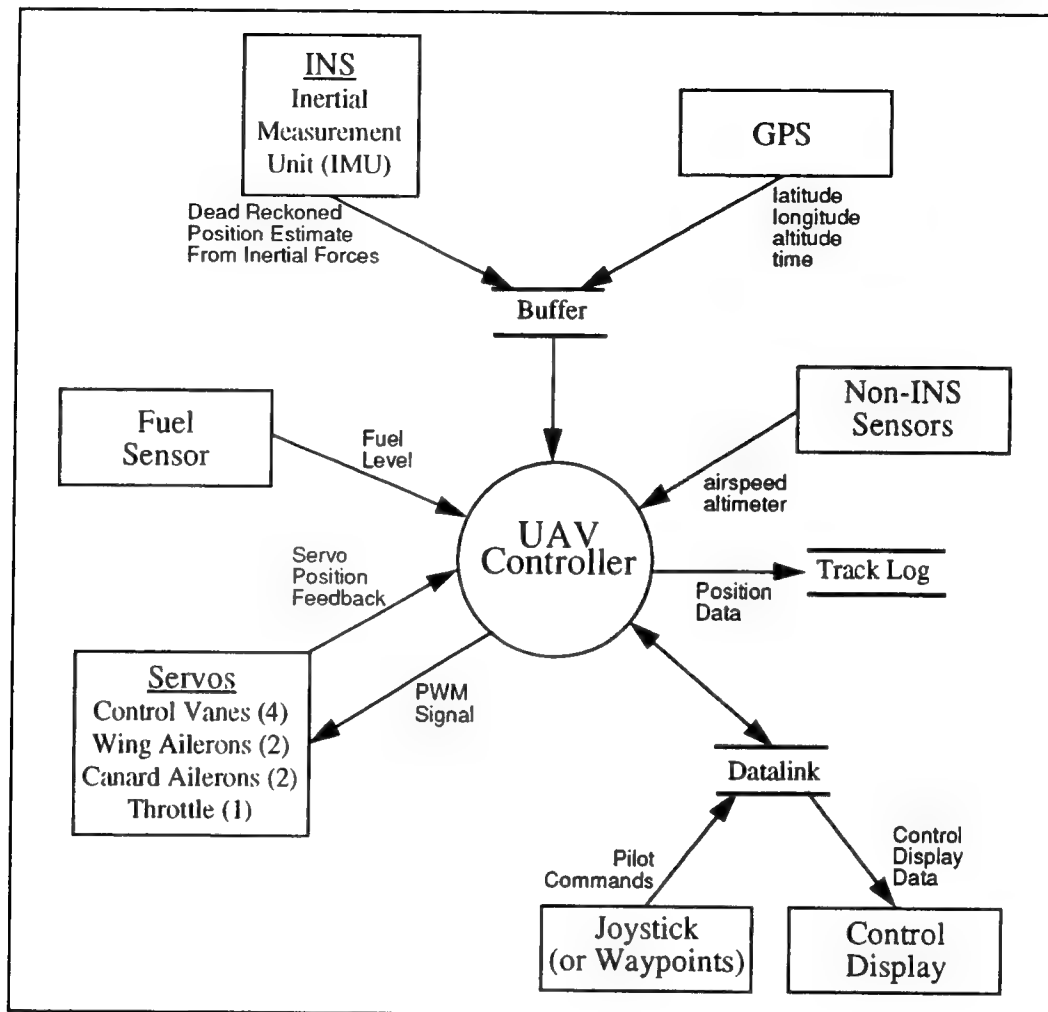 INS
Inertial
Measurement
Unit (IMU)
GPS
Dead Reckoned
Position Estimate
From Inertial Forces
latitude
longitude
altitude
time
Buffer
Fuel
Sensor
Fuel
Level
Non-INS
Sensors
airspeed
altimeter
UAV
Controller
Servo
Position
Feedback
Position
Data
Track Log
Servos
Control Vanes (4)
Wing Ailerons (2)
Canard Ailerons (2)
Throttle (1)
PWM
Signal
Datalink
Pilot
Commands
Control
Display
Data
Joystick
(or Waypoints)
Control
Display